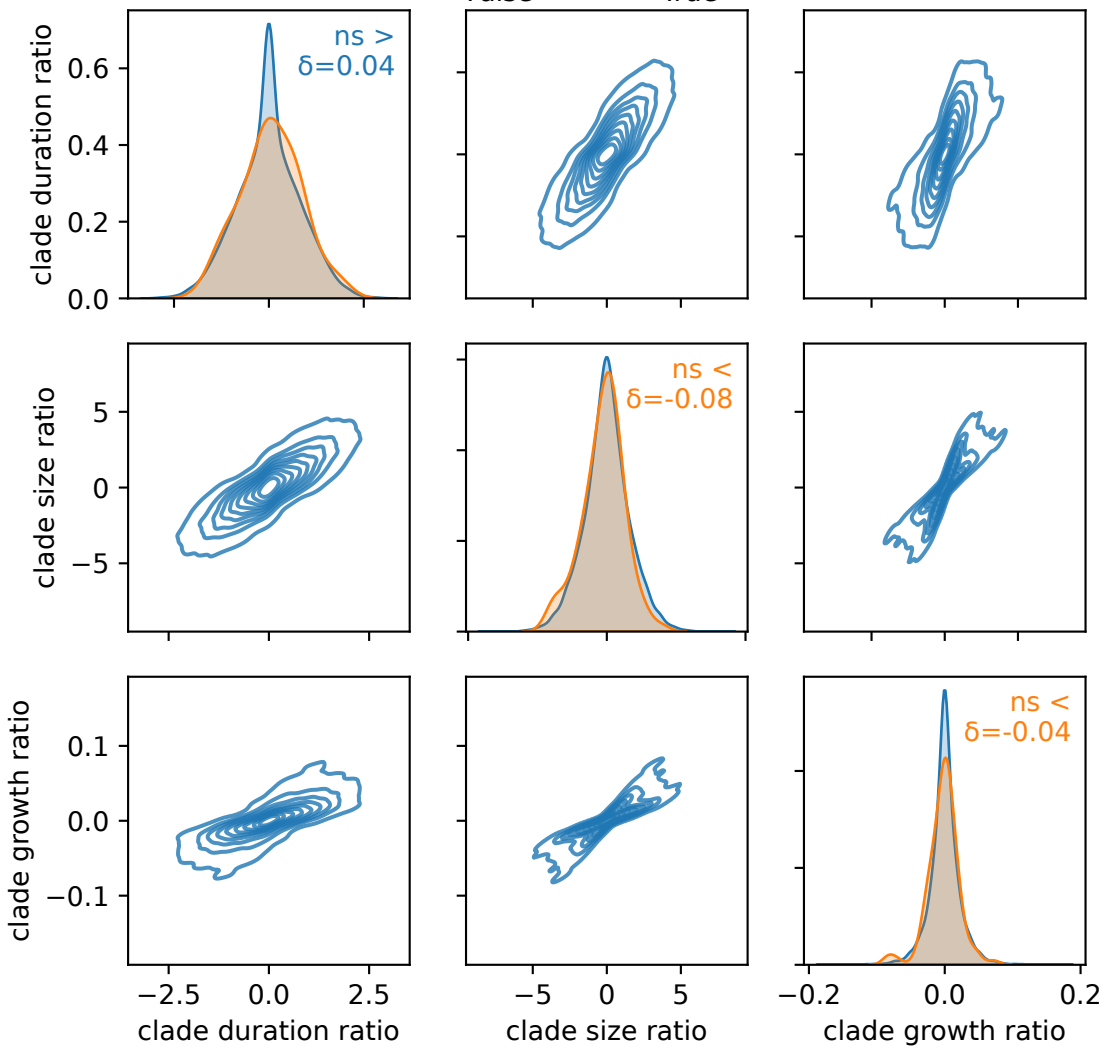 ns >
δ=0.04
clade duration ratio
0.6
0.4
0.2
0.0
ns <
δ=-0.08
clade size ratio
5
0
−5
ns <
δ=-0.04
clade growth ratio
0.1
0.0
−0.1
−2.5 0.0 2.5
−5 0 5
−0.2 0.0 0.2
clade duration ratio
clade size ratio
clade growth ratio